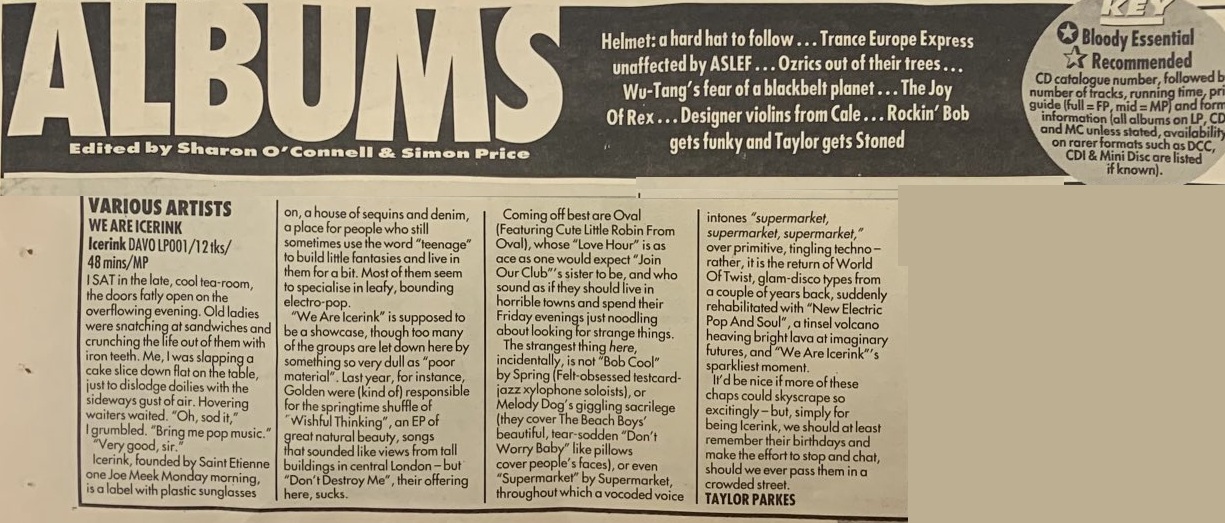 ALBUMS
Edited by Sharon O'Connell & Simon Price
Helmet: a hard hat to follow... Trance Europe Express
unaffected by ASLEF... Ozrics out of their trees...
Wu-Tang's fear of a blackbelt planet... The Joy
Of Rex... Designer violins from Cale... Rockin' Bob
gets funky and Taylor gets Stoned
KEY
Bloody Essential
Recommended
CD catalogue number, followed b
number of tracks, running time, pri
guide (full = FP, mid = MP) and form
information (all albums on LP, CD
and MC unless stated, availability
on rarer formats such as DCC,
CDI & Mini Disc are listed
if known).
VARIOUS ARTISTS
WE ARE ICERINK
Icerink DAVO LP001/12 tks/
48 mins/MP
I SAT in the late, cool tea-room,
the doors fatly open on the
overflowing evening. Old ladies
were snatching at sandwiches and
crunching the life out of them with
iron teeth. Me, I was slapping a
cake slice down flat on the table,
just to dislodge doilies with the
sideways gust of air. Hovering
waiters waited. "Oh, sod it,"
I grumbled. "Bring me pop music."
"Very good, sir."
Icerink, founded by Saint Etienne
one Joe Meek Monday morning,
is a label with plastic sunglasses
on, a house of sequins and denim,
a place for people who still
sometimes use the word "teenage"
to build little fantasies and live in
them for a bit. Most of them seem
to specialise in leafy, bounding
electro-pop.
"We Are Icerink" is supposed to
be a showcase, though too many
of the groups are let down here by
something so very dull as "poor
material". Last year, for instance,
Golden were (kind of) responsible
for the springtime shuffle of
"Wishful Thinking", an EP of
great natural beauty, songs
that sounded like views from tall
buildings in central London – but
"Don't Destroy Me", their offering
here, sucks.
Coming off best are Oval
(Featuring Cute Little Robin From
Oval), whose "Love Hour" is as
ace as one would expect "Join
Our Club"'s sister to be, and who
sound as if they should live in
horrible towns and spend their
Friday evenings just noodling
about looking for strange things.
The strangest thing here,
incidentally, is not "Bob Cool"
by Spring (Felt-obsessed testcard-
jazz xylophone soloists), or
Melody Dog's giggling sacrilege
(they cover The Beach Boys'
beautiful, tear-sodden "Don't
Worry Baby" like pillows
cover people's faces), or even
"Supermarket" by Supermarket,
throughout which a vocoded voice
intones "supermarket,
supermarket, supermarket,"
over primitive, tingling techno –
rather, it is the return of World
Of Twist, glam-disco types from
a couple of years back, suddenly
rehabilitated with "New Electric
Pop And Soul", a tinsel volcano
heaving bright lava at imaginary
futures, and "We Are Icerink"'s
sparkliest moment.
It'd be nice if more of these
chaps could skyscrape so
excitingly – but, simply for
being Icerink, we should at least
remember their birthdays and
make the effort to stop and chat,
should we ever pass them in a
crowded street.
TAYLOR PARKES